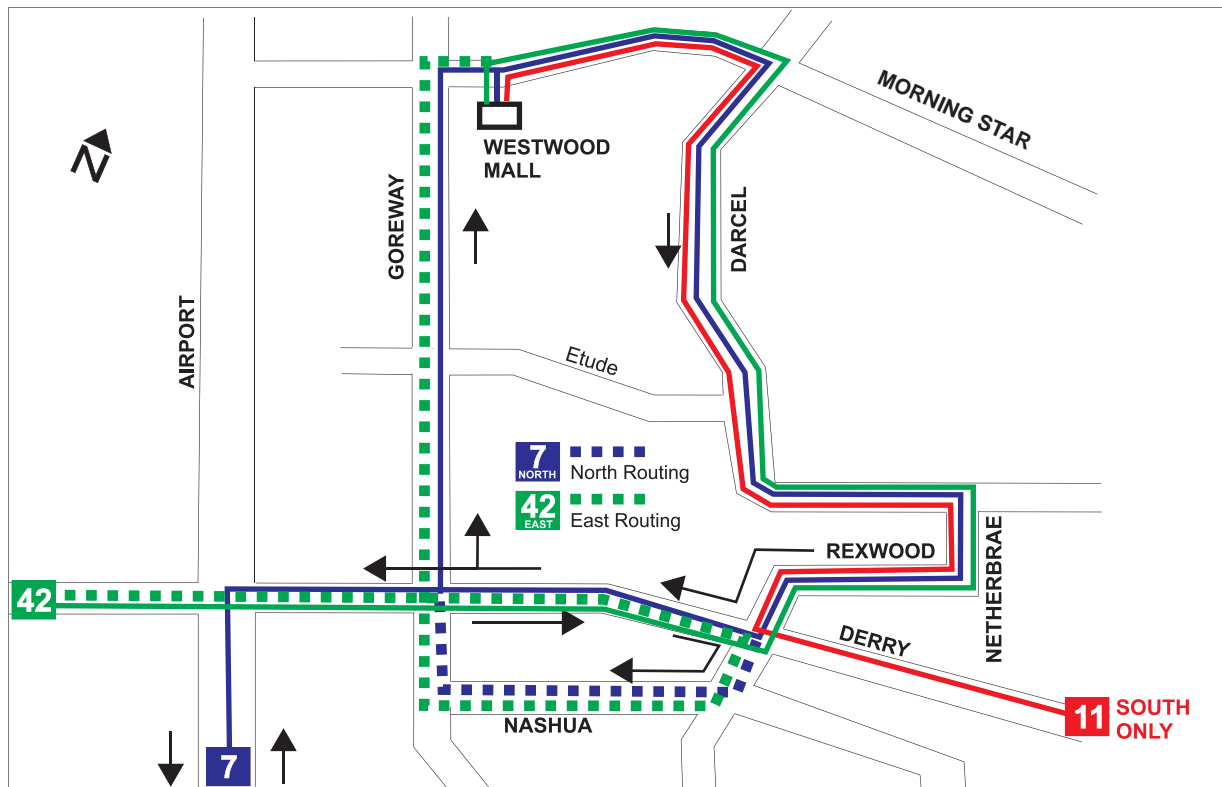 MORNING STAR
N
WESTWOOD
MALL
GOREWAY
DARCEL
AIRPORT
Etude
7
NORTH
North Routing
42
EAST
East Routing
REXWOOD
NETHERBRAE
42
DERRY
NASHUA
11
SOUTH
ONLY
7